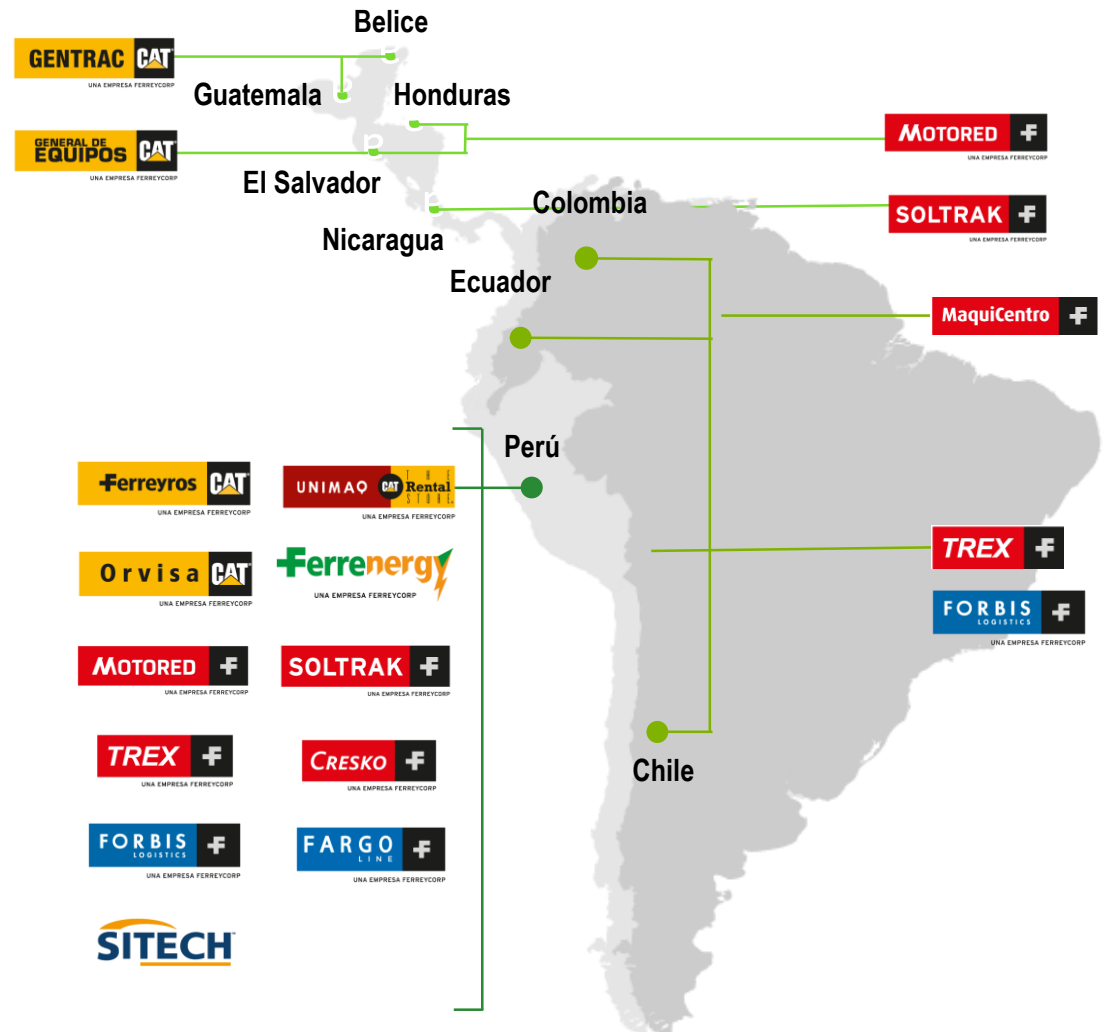 Belice
GENTRAC CAT
UNA EMPRESA FERREYCORP
Guatemala
Honduras
GENERAL DE
EQUIPOS CAT
UNA EMPRESA FERREYCORP
MOTORED
UNA EMPRESA FERREYCORP
El Salvador
Colombia
SOLTRAK
UNA EMPRESA FERREYCORP
Nicaragua
Ecuador
MaquiCentro
Perú
Ferreyros CAT
UNA EMPRESA FERREYCORP
UNIMAQ CAT Rental
THE
STORE
UNA EMPRESA FERREYCORP
Orvisa CAT
UNA EMPRESA FERREYCORP
Ferrenergy
UNA EMPRESA FERREYCORP
TREX
FORBIS
LOGISTICS
UNA EMPRESA FERREYCORP
MOTORED
UNA EMPRESA FERREYCORP
SOLTRAK
UNA EMPRESA FERREYCORP
TREX
UNA EMPRESA FERREYCORP
CRESKO
UNA EMPRESA FERREYCORP
Chile
FORBIS
LOGISTICS
UNA EMPRESA FERREYCORP
FARGO
LINE
UNA EMPRESA FERREYCORP
SITECH